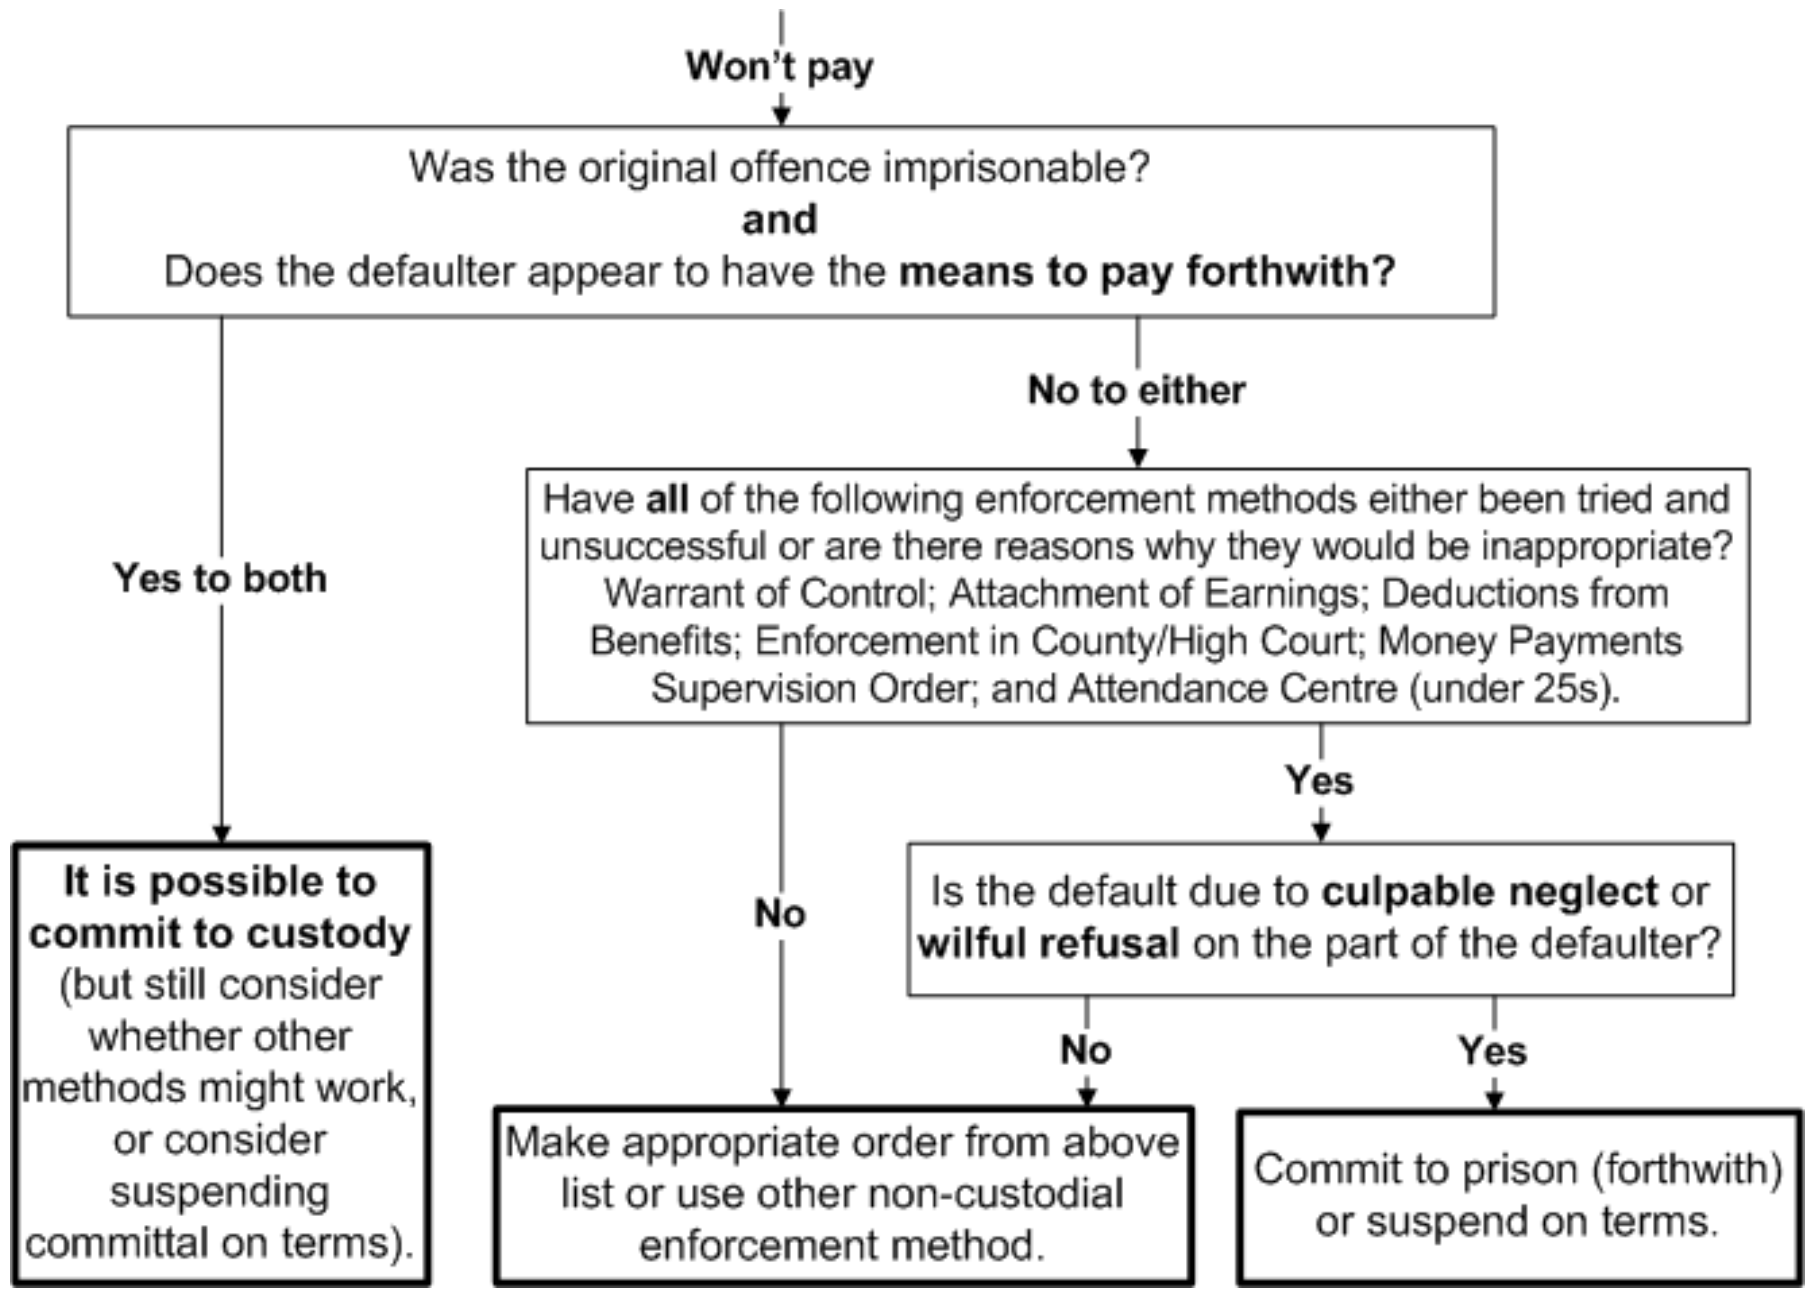 Won't pay
Was the original offence imprisonable?
and
Does the defaulter appear to have the means to pay forthwith?
No to either
Have all of the following enforcement methods either been tried and
unsuccessful or are there reasons why they would be inappropriate?
Warrant of Control; Attachment of Earnings; Deductions from
Benefits; Enforcement in County/High Court; Money Payments
Supervision Order; and Attendance Centre (under 25s).
Yes to both
Yes
It is possible to
commit to custody
(but still consider
whether other
methods might work,
or consider
suspending
committal on terms).
No
Is the default due to culpable neglect or
wilful refusal on the part of the defaulter?
No
Yes
Make appropriate order from above
list or use other non-custodial
enforcement method.
Commit to prison (forthwith)
or suspend on terms.